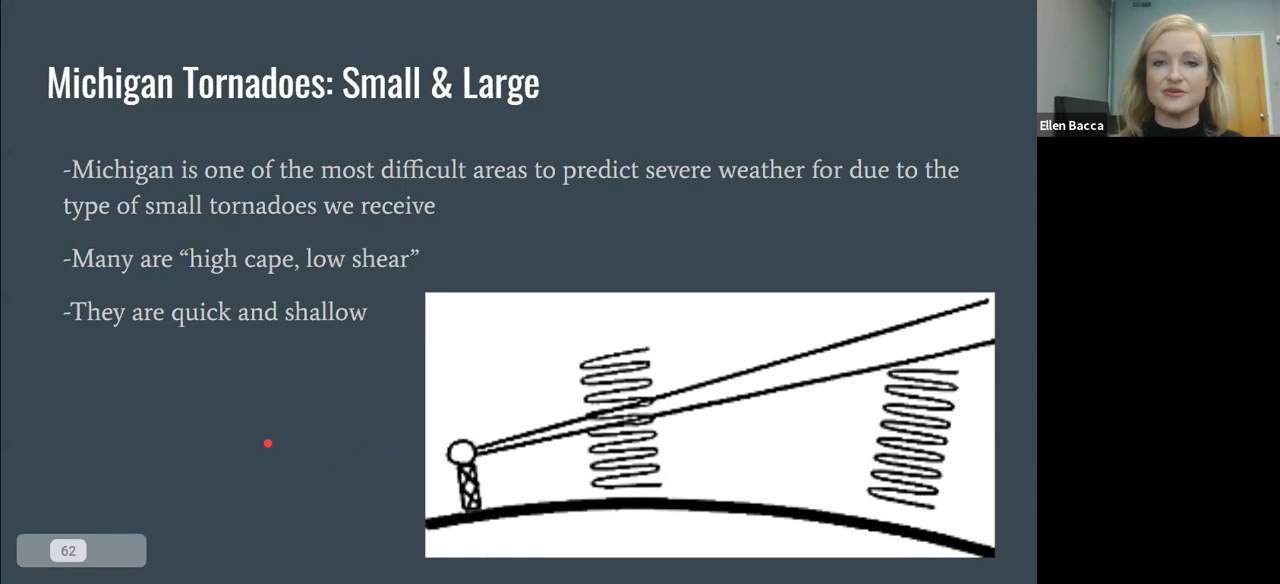 Michigan Tornadoes: Small & Large
Ellen Bacca
-Michigan is one of the most difficult areas to predict severe weather for due to the
type of small tornadoes we receive
-Many are “high cape, low shear”
-They are quick and shallow
62